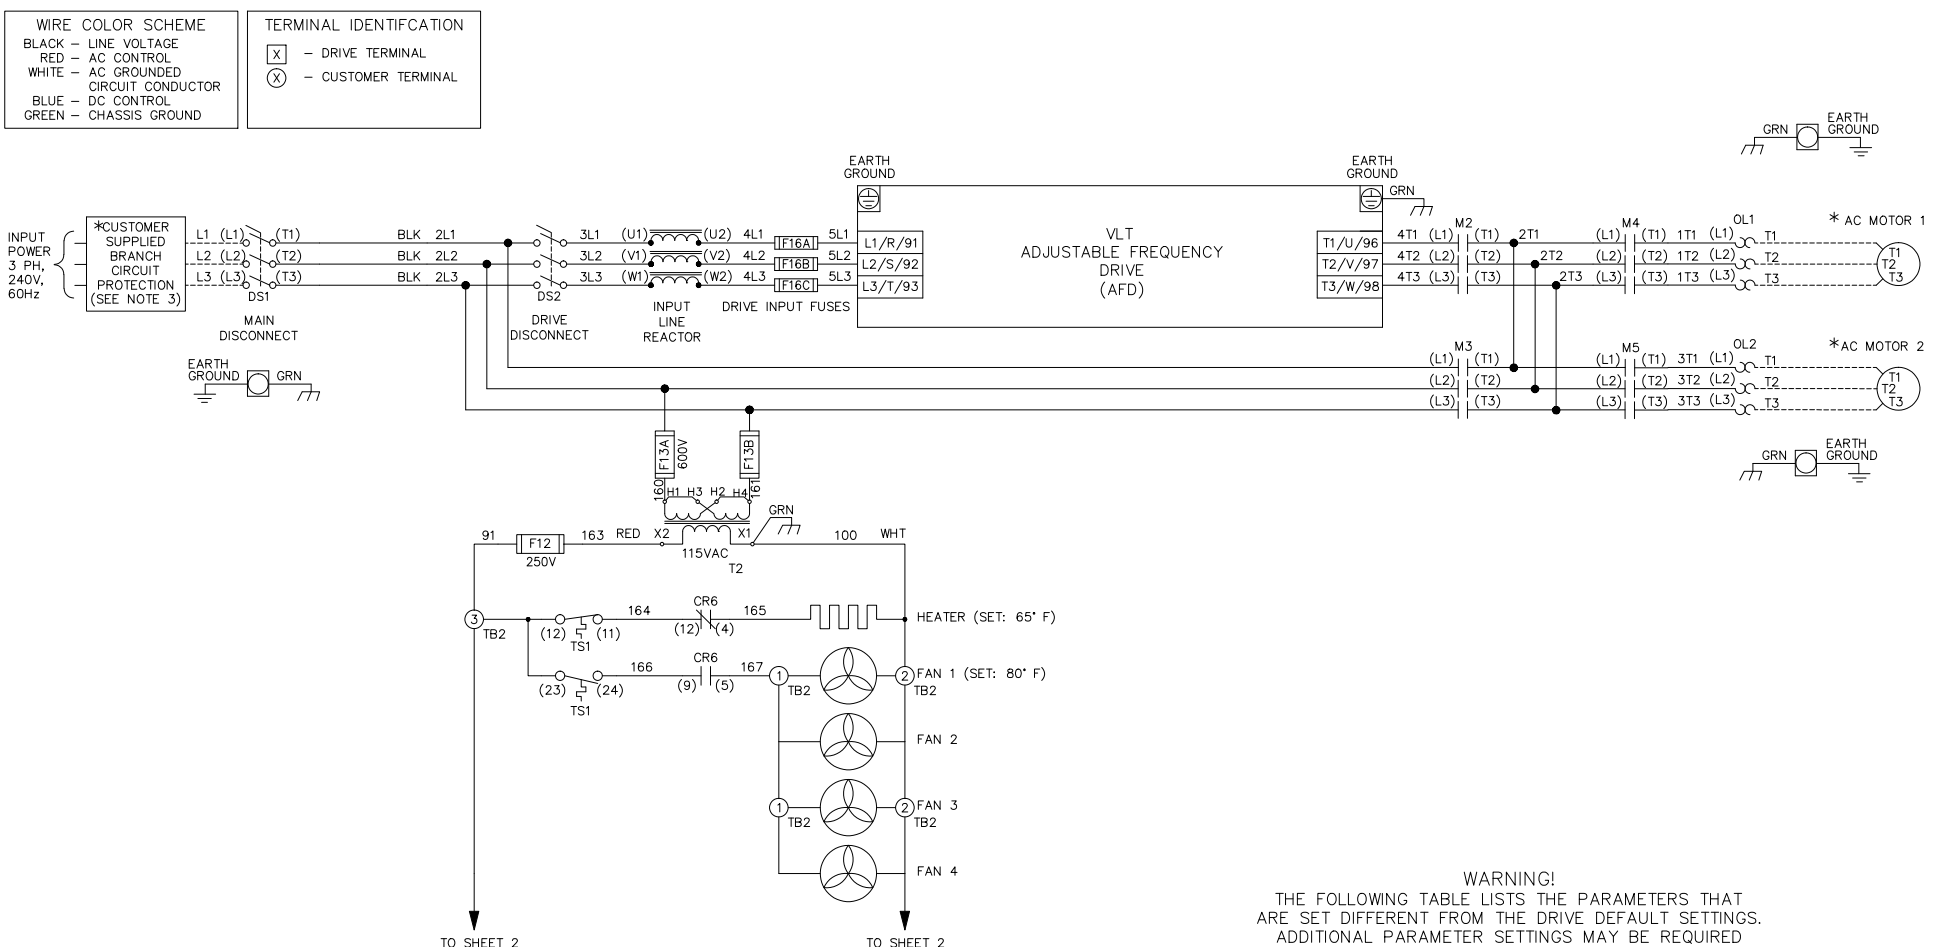 WIRE COLOR SCHEME
BLACK – LINE VOLTAGE
RED – AC CONTROL
WHITE – AC GROUNDED
CIRCUIT CONDUCTOR
BLUE – DC CONTROL
GREEN – CHASSIS GROUND
TERMINAL IDENTIFCATION
X – DRIVE TERMINAL
X – CUSTOMER TERMINAL
GRN
EARTH
GROUND
INPUT
POWER
3 PH,
240V,
60Hz
*CUSTOMER
SUPPLIED
BRANCH
CIRCUIT
PROTECTION
(SEE NOTE 3)
L1 (L1) (T1) BLK 2L1 3L1 (U1) (U2) 4L1 F16A 5L1 L1/R/91
L2 (L2) (T2) BLK 2L2 3L2 (V1) (V2) 4L2 F16B 5L2 L2/S/92
L3 (L3) (T3) BLK 2L3 3L3 (W1) (W2) 4L3 F16C 5L3 L3/T/93
DS1
MAIN
DISCONNECT
DS2
DRIVE
DISCONNECT
INPUT
LINE
REACTOR
DRIVE INPUT FUSES
EARTH
GROUND
VLT
ADJUSTABLE FREQUENCY
DRIVE
(AFD)
EARTH
GROUND
GRN
M2 M4 OL1
* AC MOTOR 1
T1/U/96 4T1 (L1) (T1) 2T1 (L1) (T1) 1T1 (L1) T1
T2/V/97 4T2 (L2) (T2) 2T2 (L2) (T2) 1T2 (L2) T2
T3/W/98 4T3 (L3) (T3) 2T3 (L3) (T3) 1T3 (L3) T3
T1
T2
T3
EARTH
GROUND
GRN
M3 M5 OL2
* AC MOTOR 2
(L1) (T1) (L1) (T1) 3T1 (L1) T1
(L2) (T2) (L2) (T2) 3T2 (L2) T2
(L3) (T3) (L3) (T3) 3T3 (L3) T3
T1
T2
T3
GRN
EARTH
GROUND
F13A
600V
F13B
160
H1 H3 H2 H4
161
GRN
91 F12 163 RED X2 X1 100 WHT
250V
115VAC
T2
3
TB2
(12) (11)
TS1
164
CR6
(12) (4)
165
HEATER (SET: 65° F)
(23) (24)
TS1
166
CR6
(9) (5)
167
1
TB2
2
TB2
FAN 1 (SET: 80° F)
FAN 2
1
TB2
2
TB2
FAN 3
FAN 4
TO SHEET 2
TO SHEET 2
WARNING!
THE FOLLOWING TABLE LISTS THE PARAMETERS THAT
ARE SET DIFFERENT FROM THE DRIVE DEFAULT SETTINGS.
ADDITIONAL PARAMETER SETTINGS MAY BE REQUIRED